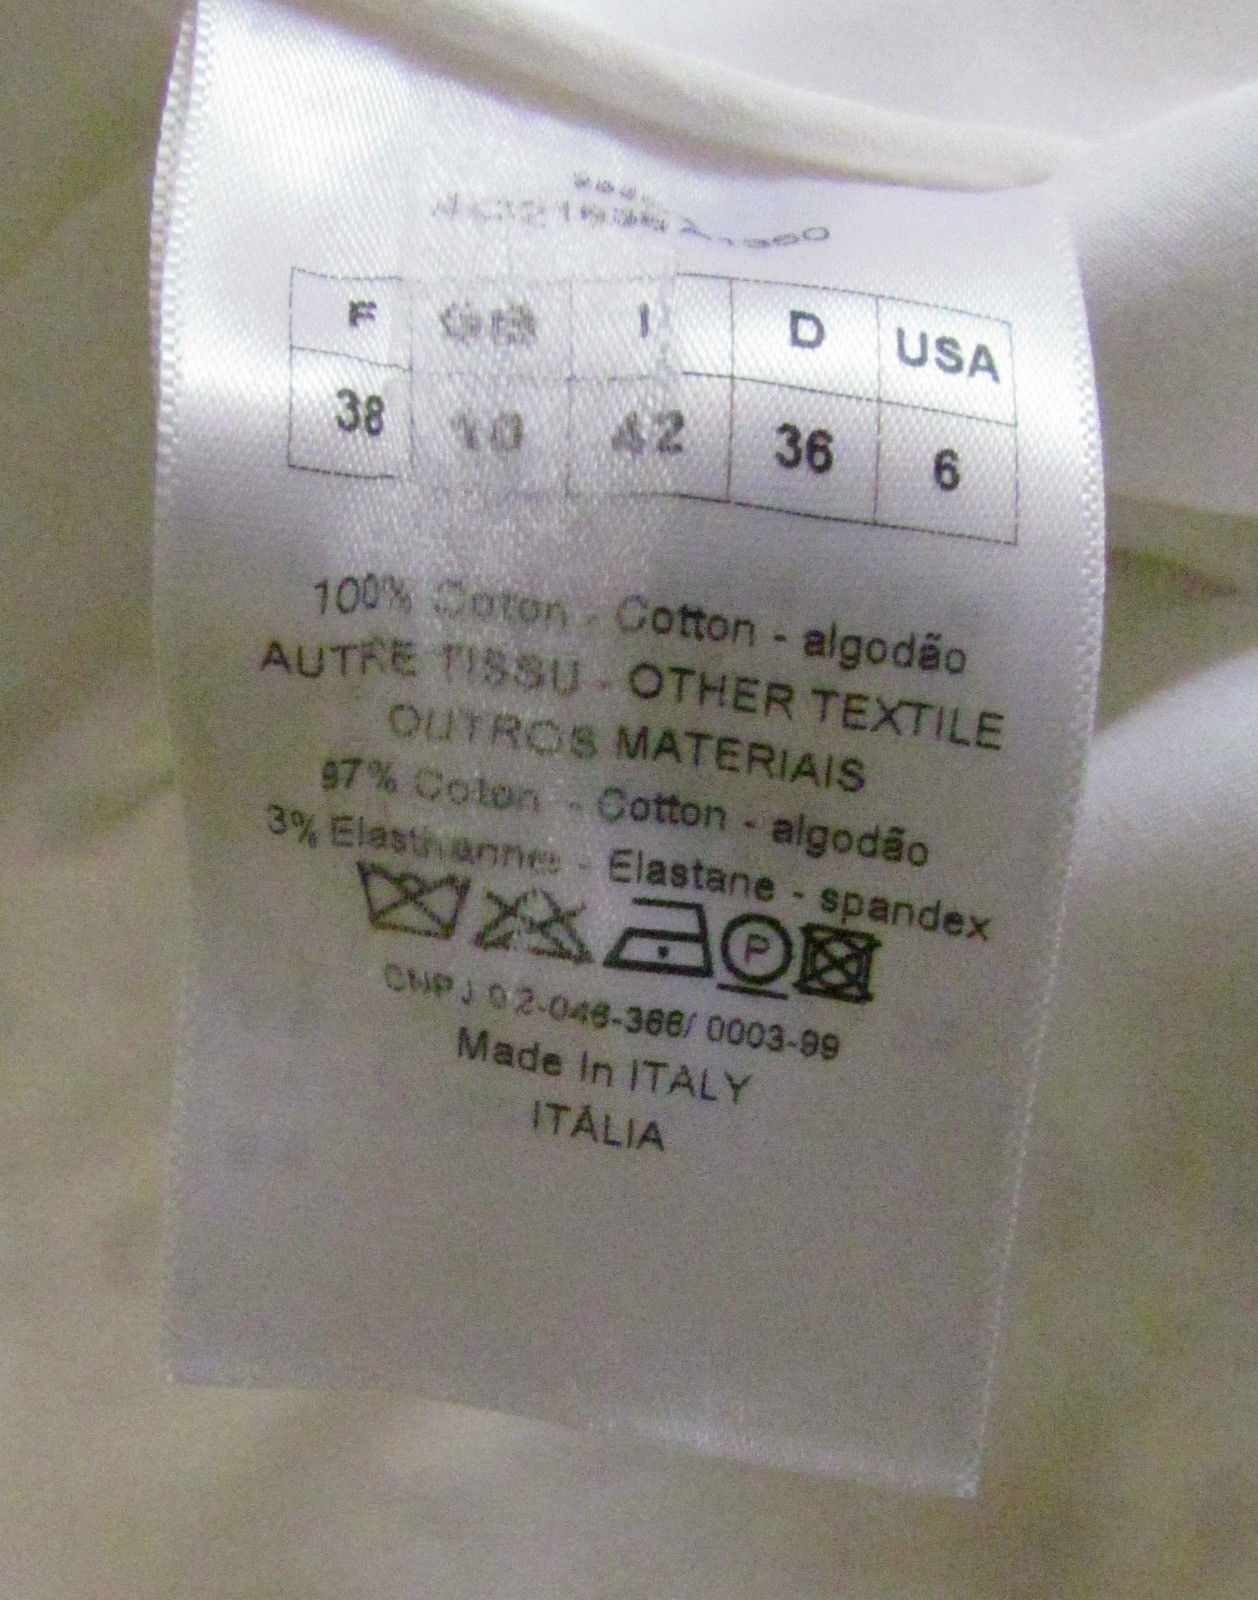 F GB I D USA
38 10 42 36 6
100% Coton - Cotton - algodão
AUTRE TISSU - OTHER TEXTILE
OUTROS MATERIAIS
97% Coton - Cotton - algodão
3% Elasthanne - Elastane - spandex
P
CNPJ 02-046-366/ 0003-99
Made In ITALY
ITÁLIA